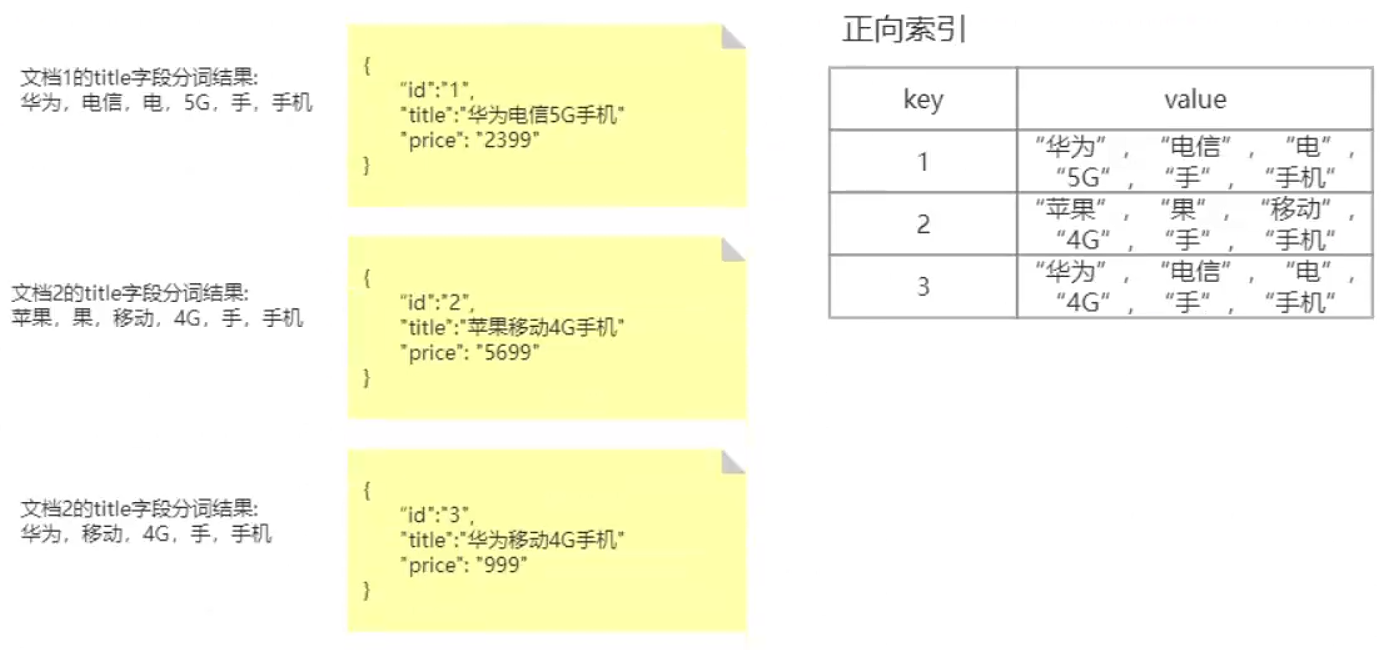 文档1的title字段分词结果:
华为，电信，电，5G，手，手机
{
"id":"1",
"title":"华为电信5G手机"
"price": "2399"
}
文档2的title字段分词结果:
苹果，果，移动，4G，手，手机
{
"id":"2",
"title":"苹果移动4G手机"
"price": "5699"
}
文档2的title字段分词结果:
华为，移动，4G，手，手机
{
"id":"3",
"title":"华为移动4G手机"
"price": "999"
}
正向索引
key value
1
“华为”，“电信”，“电”，
“5G”，“手”，“手机”
2
“苹果”，“果”，“移动”，
“4G”，“手”，“手机”
3
“华为”，“电信”，“电”，
“4G”，“手”，“手机”